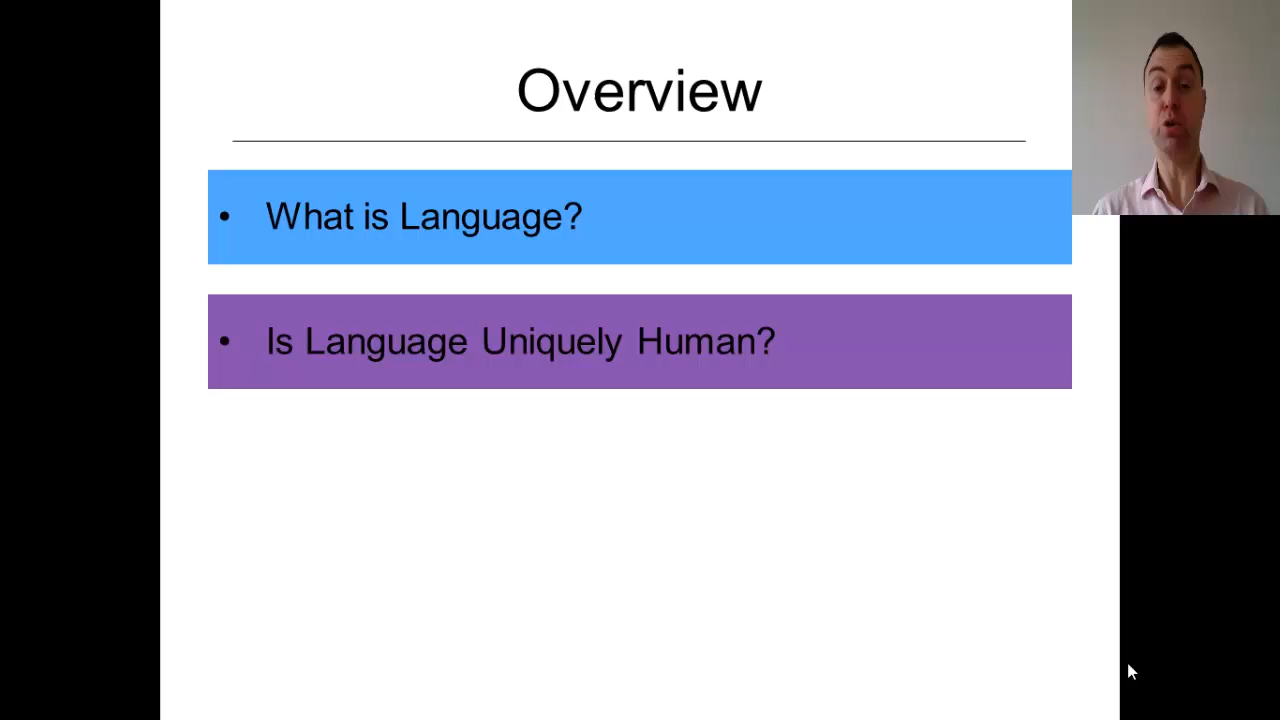 Overview
• What is Language?
• Is Language Uniquely Human?